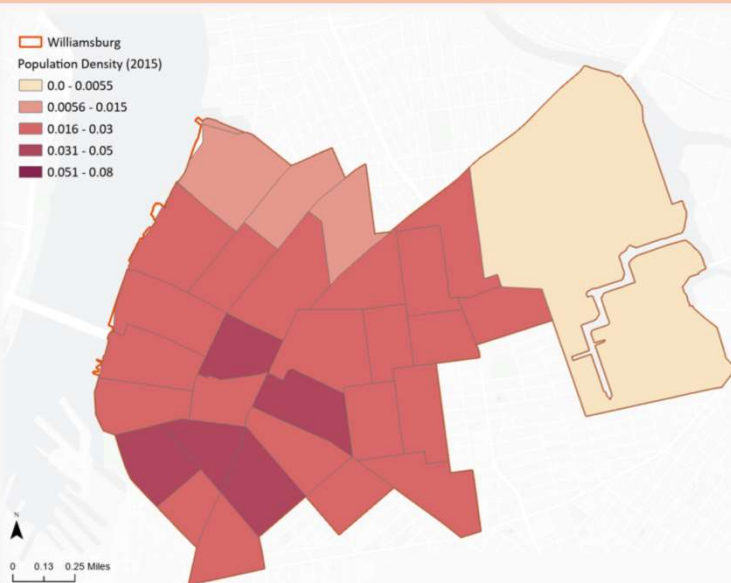 Williamsburg
Population Density (2015)
0.0 - 0.0055
0.0056 - 0.015
0.016 - 0.03
0.031 - 0.05
0.051 - 0.08
N
0 0.13 0.25 Miles